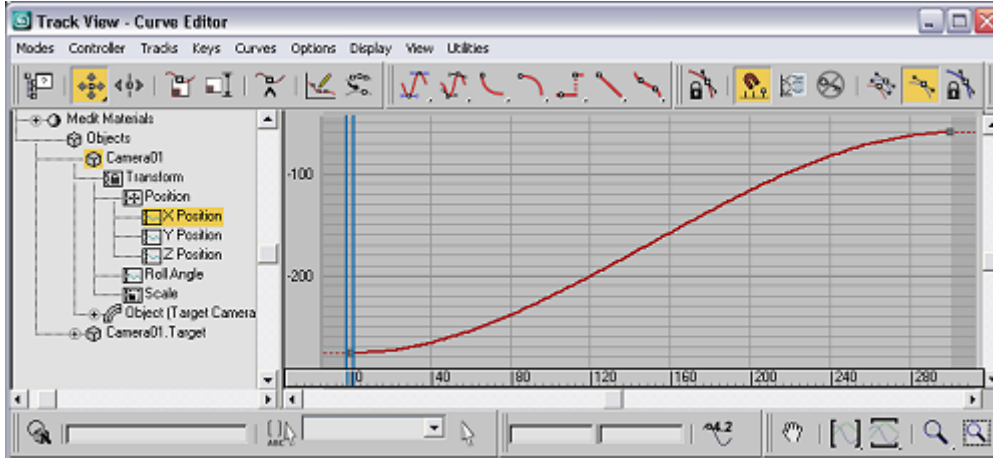 Track View - Curve Editor
Modes Controller Tracks Keys Curves Options Display View Utilities
Medit Materials
Objects
Camera01
Transform
Position
X Position
Y Position
Z Position
Roll Angle
Scale
Object (Target Camera
Camera01.Target
-100
-200
0 40 80 120 160 200 240 280
ABC
4.2